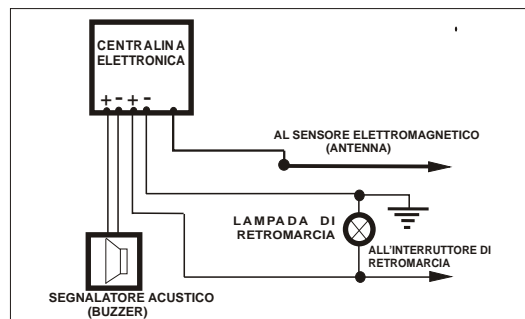 CENTRALINA
ELETTRONICA
+ - + -
AL SENSORE ELETTROMAGNETICO
(ANTENNA)
LAMPADA DI
RETROMARCIA
ALL'INTERRUTTORE DI
RETROMARCIA
SEGNALATORE ACUSTICO
(BUZZER)